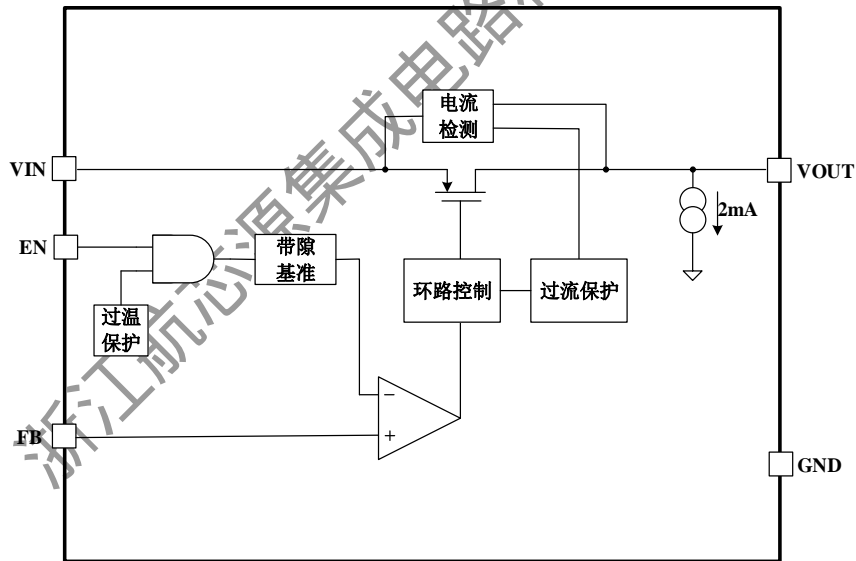 浙江航芯源集成电路
电流
检测
VIN
VOUT
2mA
EN
带隙
基准
环路控制
过流保护
过温
保护
−
+
FB
GND